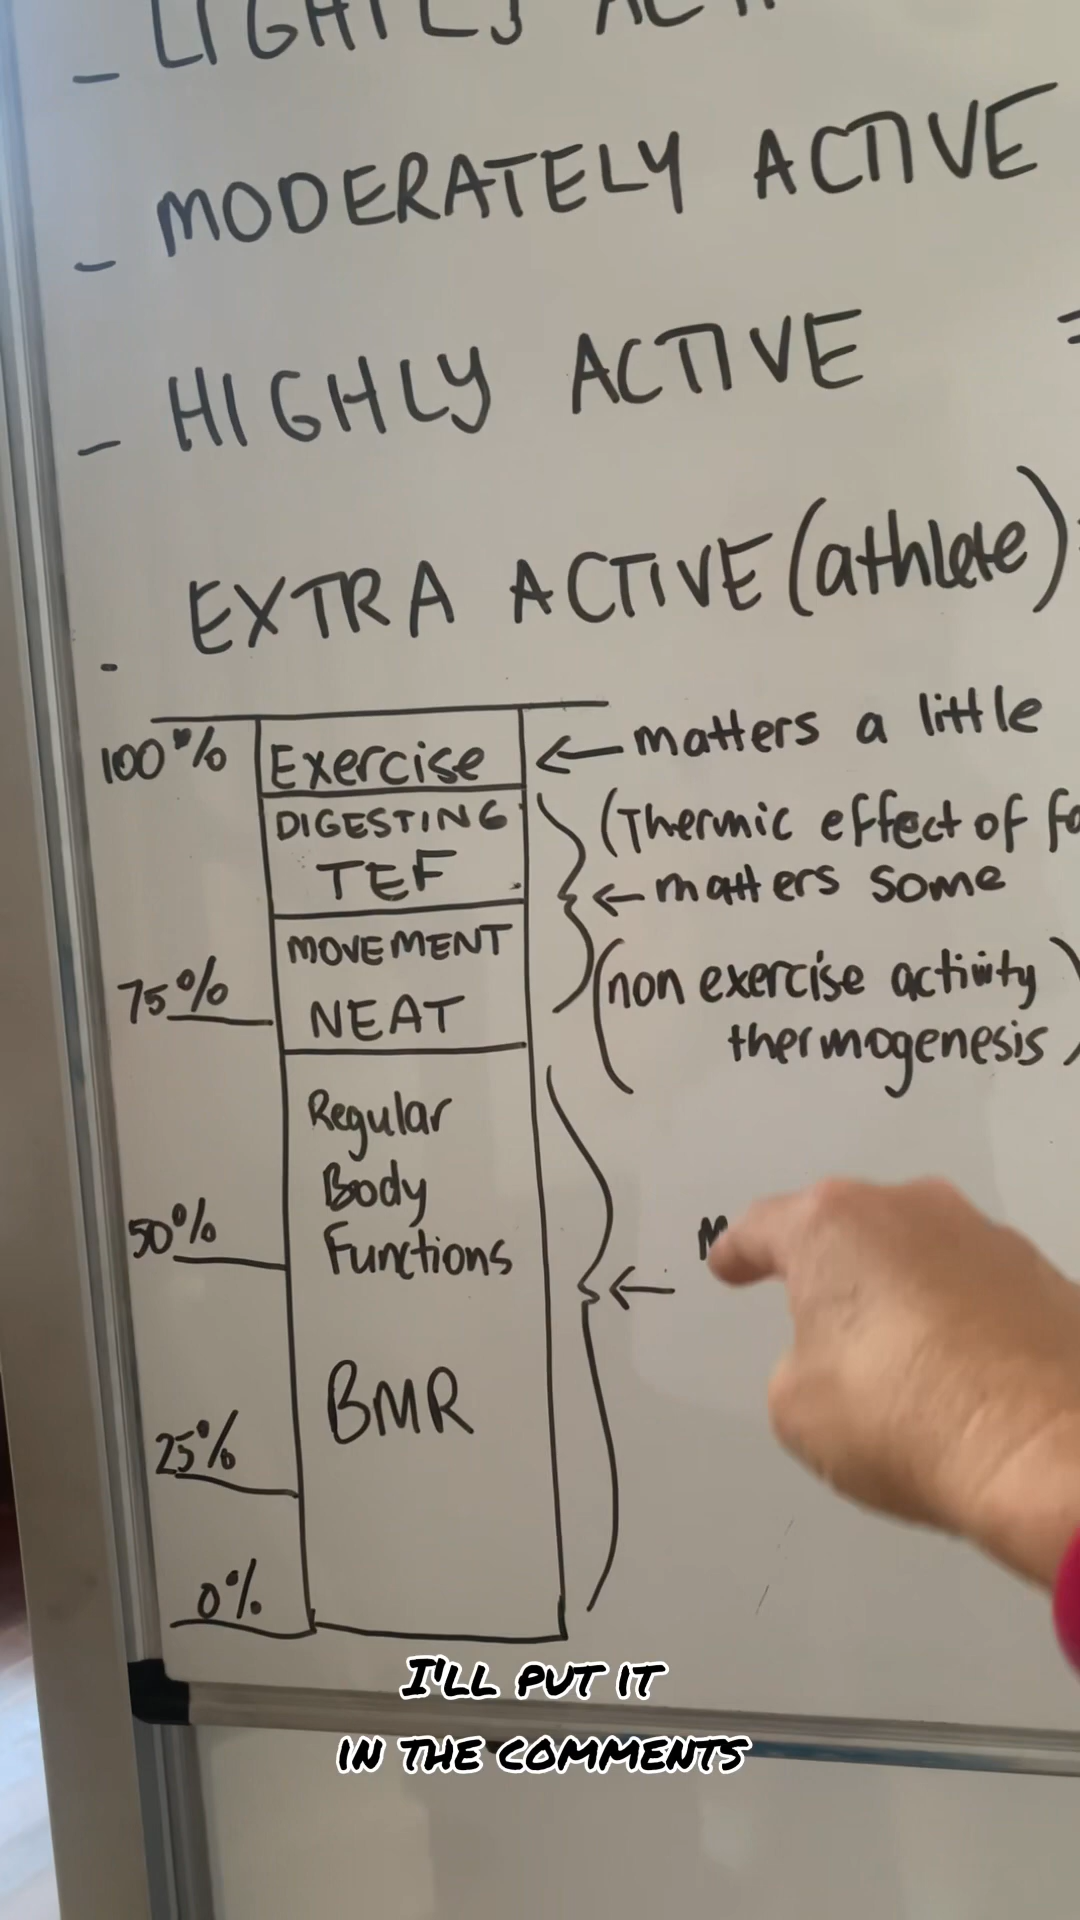 - LIGHTLY
- MODERATELY ACTIVE
- HIGHLY ACTIVE
- EXTRA ACTIVE (athlete)
100% Exercise ← matters a little
DIGESTING (Thermic effect of
TEF ← matters some
MOVEMENT (non exercise activity
75% NEAT thermogenesis)
Regular
Body
50% Functions ←
BMR
25%
0%
I'LL PUT IT
IN THE COMMENTS